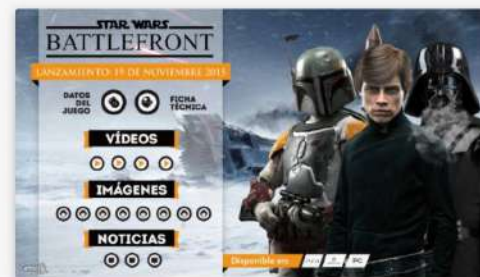 STAR WARS
BATTLEFRONT
LANZAMIENTO: 19 DE NOVIEMBRE 2015
DATOS
DEL
JUEGO
FICHA
TÉCNICA
VÍDEOS
IMÁGENES
NOTICIAS
Disponible en:
PC